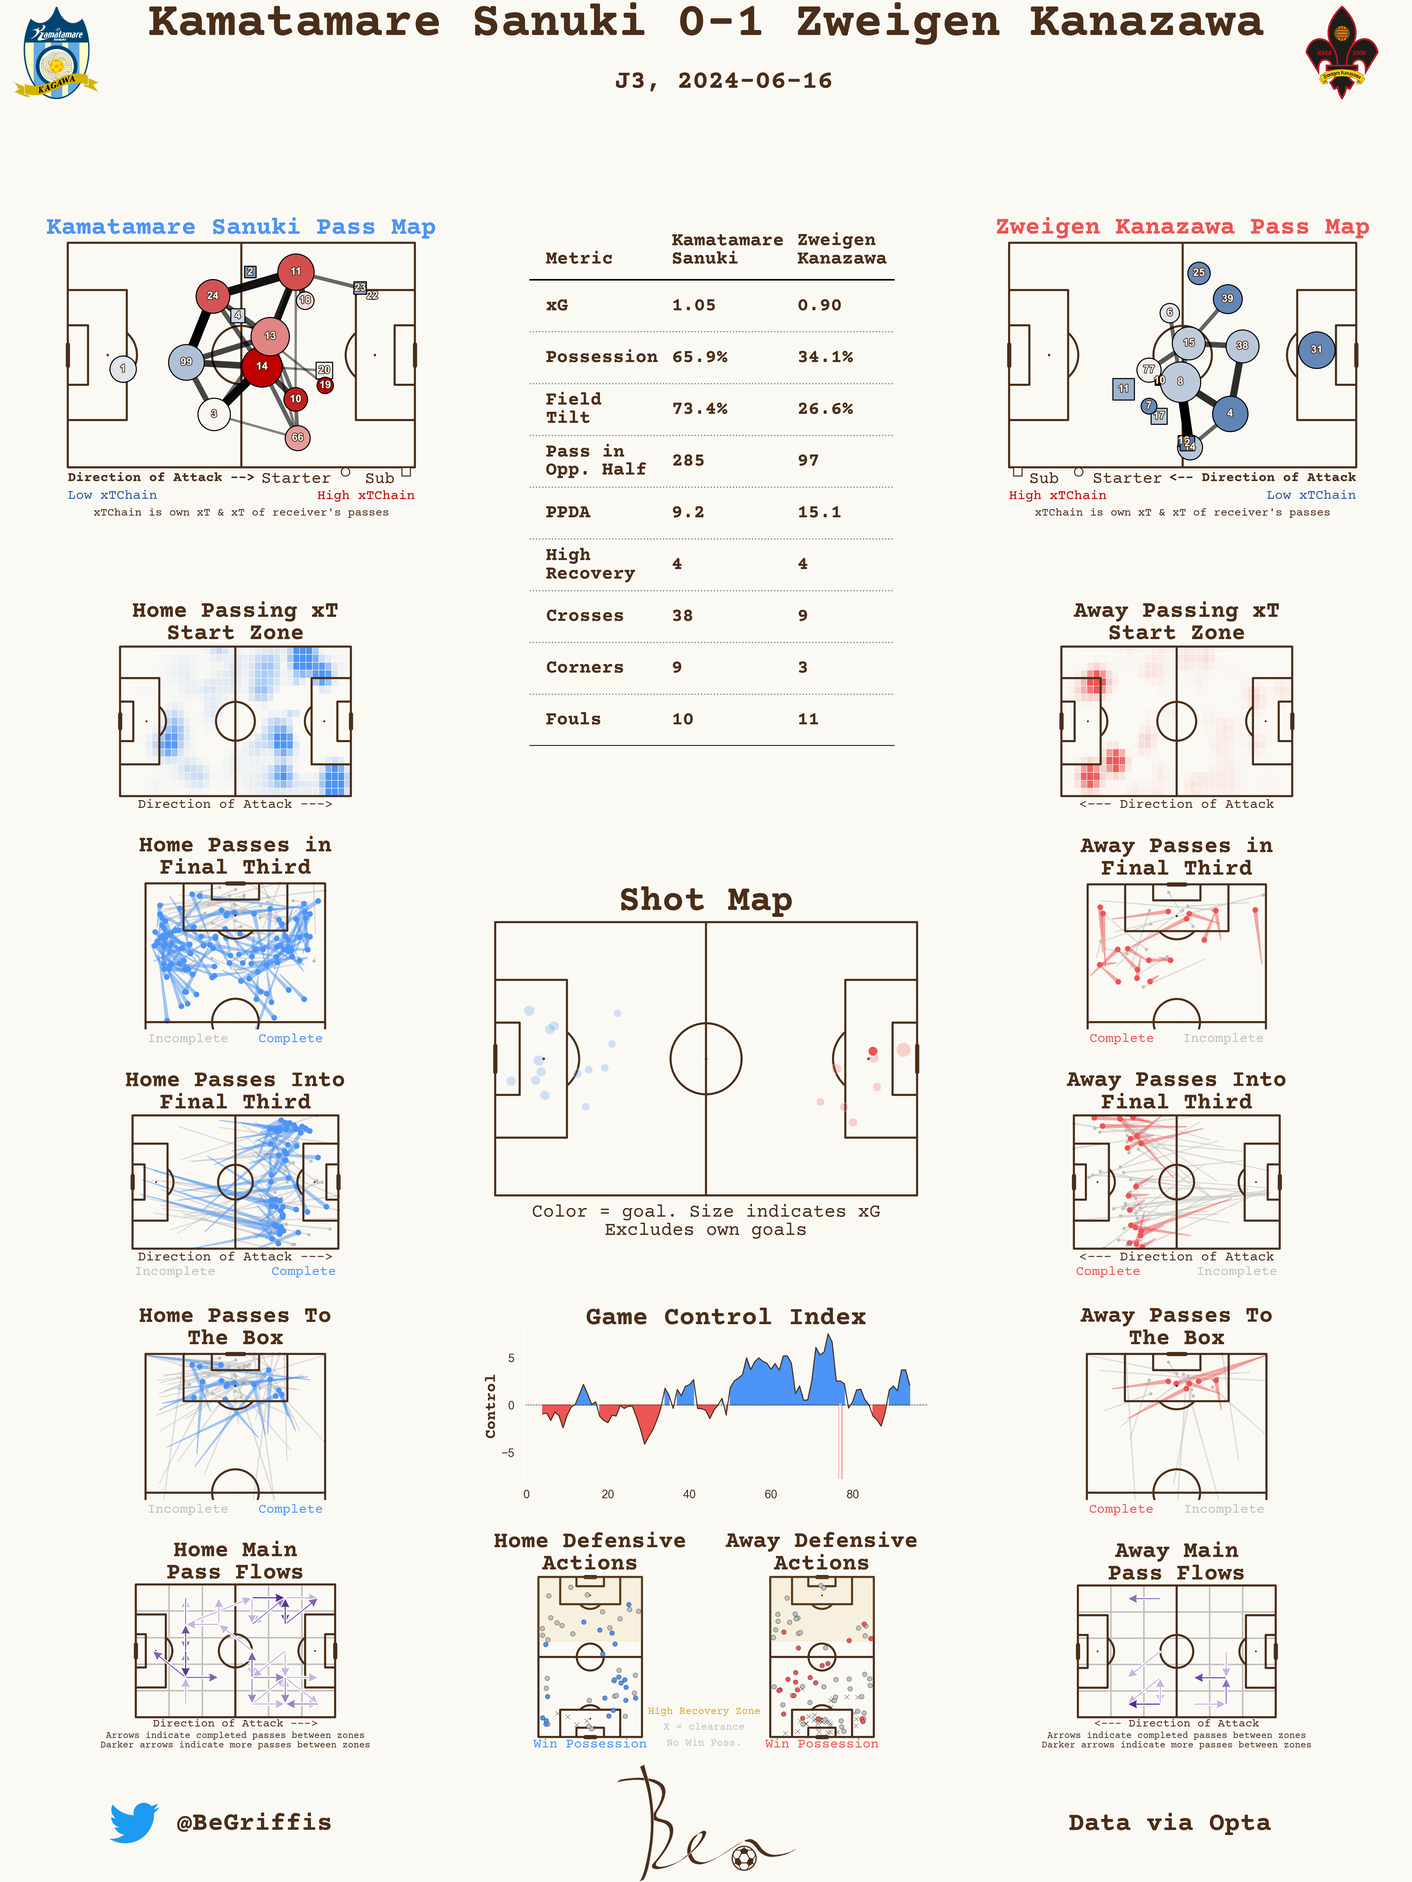 Kamatamare Sanuki 0-1 Zweigen Kanazawa
J3, 2024-06-16
Kamatamare
KAGAWA
Estd 2006
Zweigen Kanazawa
Kamatamare Sanuki Pass Map
2
11
23
22
24
18
4
13
99
14
1
20
19
10
3
66
Direction of Attack --> Starter Sub
Low xTChain High xTChain
xTChain is own xT & xT of receiver's passes
Metric Kamatamare Sanuki Zweigen Kanazawa
xG 1.05 0.90
Possession 65.9% 34.1%
Field Tilt 73.4% 26.6%
Pass in Opp. Half 285 97
PPDA 9.2 15.1
High Recovery 4 4
Crosses 38 9
Corners 9 3
Fouls 10 11
Zweigen Kanazawa Pass Map
25
39
6
15
38
31
77
10
8
11
7
17
4
14
Sub Starter <-- Direction of Attack
High xTChain Low xTChain
xTChain is own xT & xT of receiver's passes
Home Passing xT
Start Zone
Direction of Attack --->
Away Passing xT
Start Zone
<--- Direction of Attack
Home Passes in
Final Third
Incomplete Complete
Away Passes in
Final Third
Complete Incomplete
Shot Map
Color = goal. Size indicates xG
Excludes own goals
Home Passes Into
Final Third
Direction of Attack --->
Incomplete Complete
Away Passes Into
Final Third
<--- Direction of Attack
Complete Incomplete
Home Passes To
The Box
Incomplete Complete
Game Control Index
Control
5
0
−5
0 20 40 60 80
Away Passes To
The Box
Complete Incomplete
Home Main
Pass Flows
Direction of Attack --->
Arrows indicate completed passes between zones
Darker arrows indicate more passes between zones
Home Defensive
Actions
Win Possession
High Recovery Zone
X = clearance
No Win Poss.
Away Defensive
Actions
Win Possession
Away Main
Pass Flows
<--- Direction of Attack
Arrows indicate completed passes between zones
Darker arrows indicate more passes between zones
@BeGriffis
Ben
Data via Opta